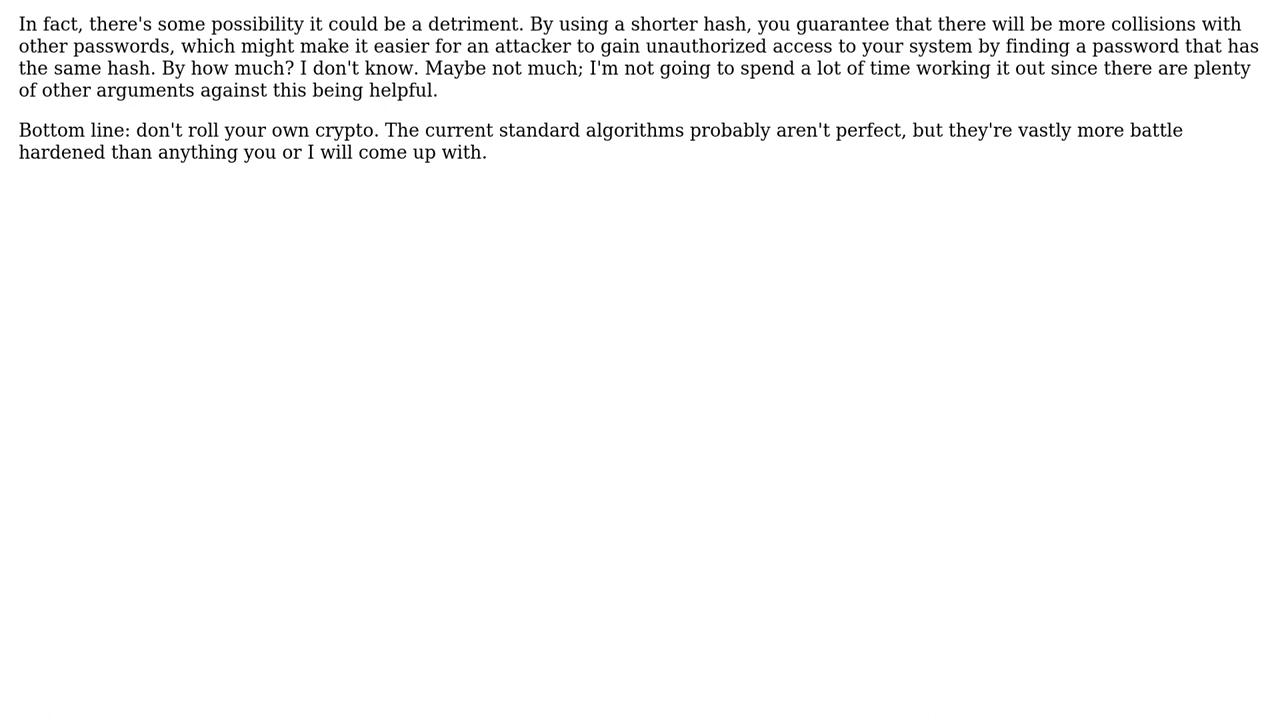 In fact, there's some possibility it could be a detriment. By using a shorter hash, you guarantee that there will be more collisions with
other passwords, which might make it easier for an attacker to gain unauthorized access to your system by finding a password that has
the same hash. By how much? I don't know. Maybe not much; I'm not going to spend a lot of time working it out since there are plenty
of other arguments against this being helpful.
Bottom line: don't roll your own crypto. The current standard algorithms probably aren't perfect, but they're vastly more battle
hardened than anything you or I will come up with.